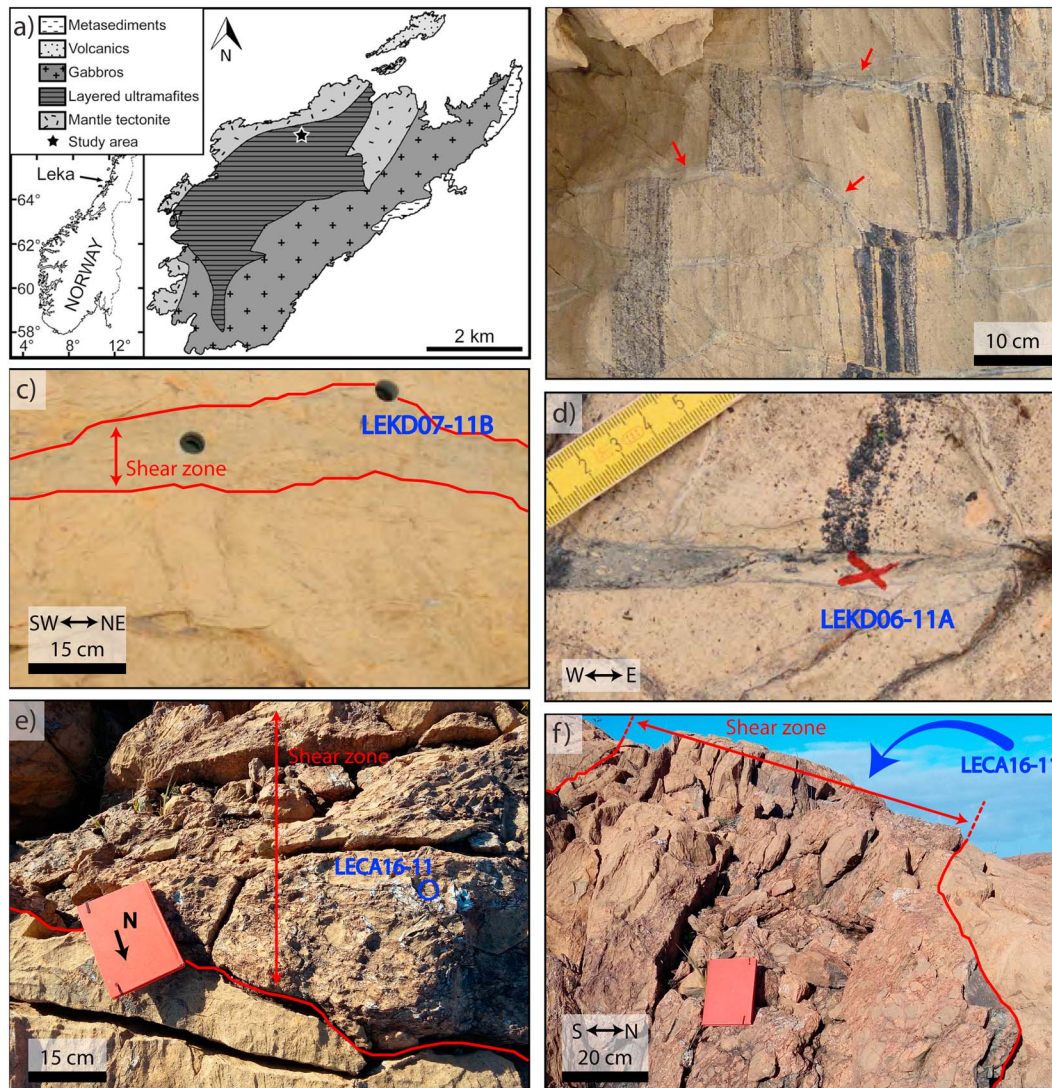 a)
Metasediments
Volcanics
Gabbros
Layered ultramafites
Mantle tectonite
Study area
N
Leka
NORWAY
64°
62°
60°
58°
4° 8° 12°
2 km
10 cm
c)
LEKD07-11B
Shear zone
SW NE
15 cm
d)
1 2 3 4 5
LEKD06-11A
W E
e)
Shear zone
LECA16-11
N
15 cm
f)
Shear zone
LECA16-11
S N
20 cm